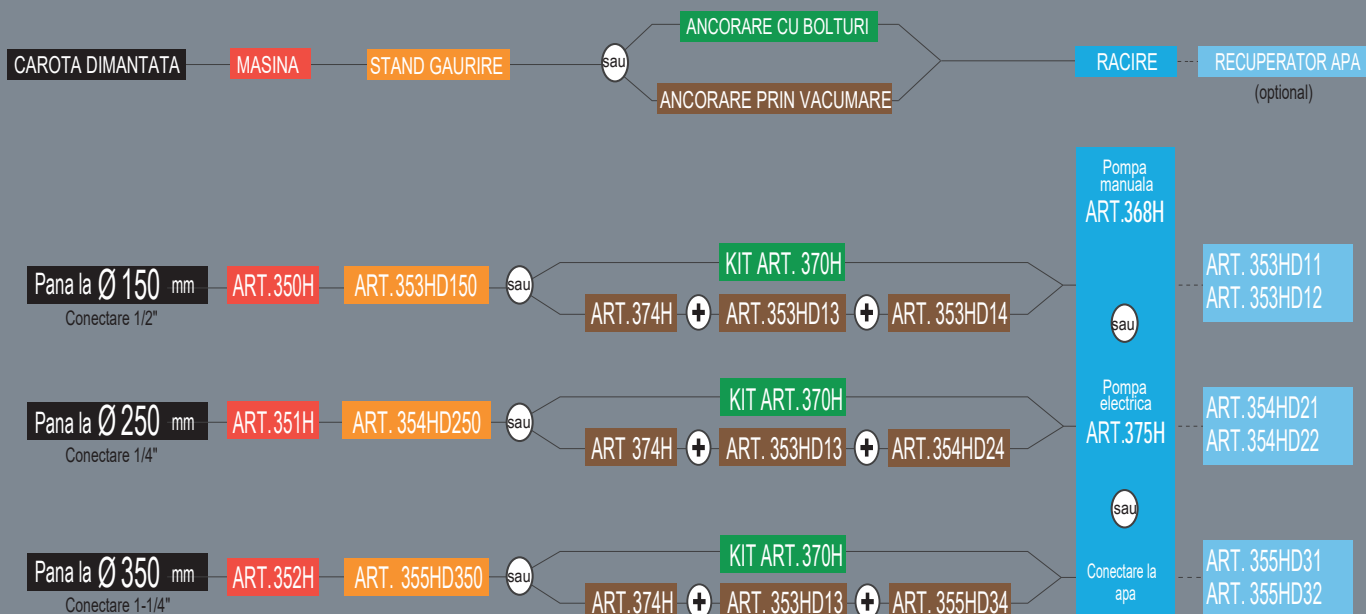 CAROTA DIMANTATA
MASINA
STAND GAURIRE
sau
ANCORARE CU BOLTURI
ANCORARE PRIN VACUMARE
RACIRE
RECUPERATOR APA
(optional)
Pana la Ø 150 mm
Conectare 1/2"
ART.350H
ART.353HD150
sau
KIT ART. 370H
ART.374H + ART.353HD13 + ART. 353HD14
Pana la Ø 250 mm
Conectare 1/4"
ART.351H
ART. 354HD250
sau
KIT ART.370H
ART 374H + ART. 353HD13 + ART.354HD24
Pana la Ø 350 mm
Conectare 1-1/4"
ART.352H
ART. 355HD350
sau
KIT ART.370H
ART.374H + ART. 353HD13 + ART. 355HD34
Pompa
manuala
ART.368H
sau
Pompa
electrica
ART.375H
sau
Conectare la
apa
ART. 353HD11
ART. 353HD12
ART.354HD21
ART.354HD22
ART. 355HD31
ART. 355HD32